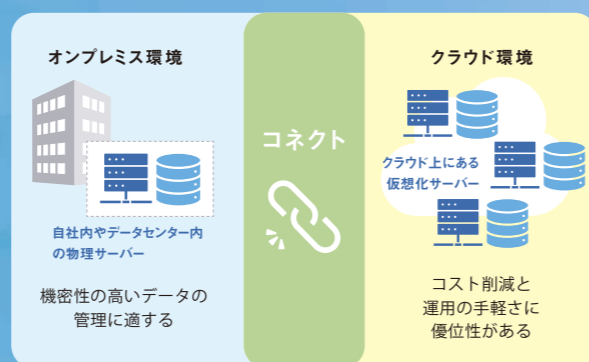 オンプレミス環境
自社内やデータセンター内
の物理サーバー
機密性の高いデータの
管理に適する
コネクト
クラウド環境
クラウド上にある
仮想化サーバー
コスト削減と
運用の手軽さに
優位性がある